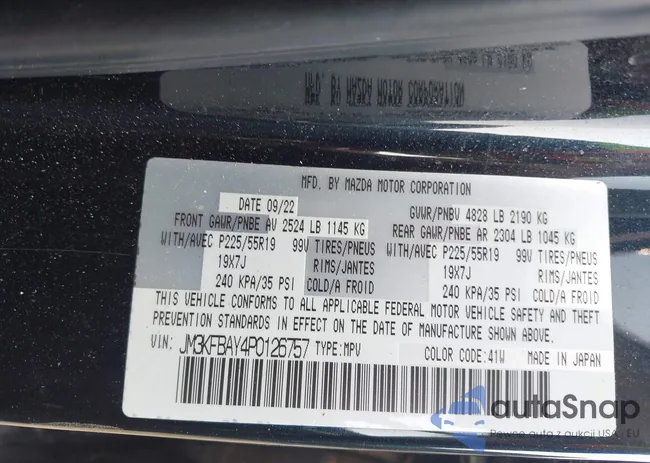 MFD. BY MAZDA MOTOR CORPORATION
DATE 09/22 GVWR/PNBV 4828 LB 2190 KG
FRONT GAWR/PNBE AV 2524 LB 1145 KG REAR GAWR/PNBE AR 2304 LB 1045 KG
WITH/AVEC P225/55R19 99V TIRES/PNEUS WITH/AVEC P225/55R19 99V TIRES/PNEUS
19X7J RIMS/JANTES 19X7J RIMS/JANTES
240 KPA/35 PSI COLD/A FROID 240 KPA/35 PSI COLD/A FROID
THIS VEHICLE CONFORMS TO ALL APPLICABLE FEDERAL MOTOR VEHICLE SAFETY AND THEFT
PREVENTION STANDARDS IN EFFECT ON THE DATE OF MANUFACTURE SHOWN ABOVE.
VIN: JM3KFBAY4P0126757 TYPE:MPV COLOR CODE:41W MADE IN JAPAN
autoSnap
Pewne auta z aukcji USA i EU